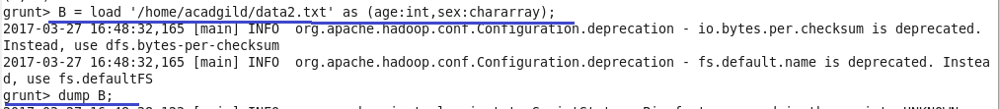 grunt> B = load '/home/acadgild/data2.txt' as (age:int,sex:chararray);
2017-03-27 16:48:32,165 [main] INFO  org.apache.hadoop.conf.Configuration.deprecation - io.bytes.per.checksum is deprecated.
Instead, use dfs.bytes-per-checksum
2017-03-27 16:48:32,165 [main] INFO  org.apache.hadoop.conf.Configuration.deprecation - fs.default.name is deprecated. Instea
d, use fs.defaultFS
grunt> dump B;